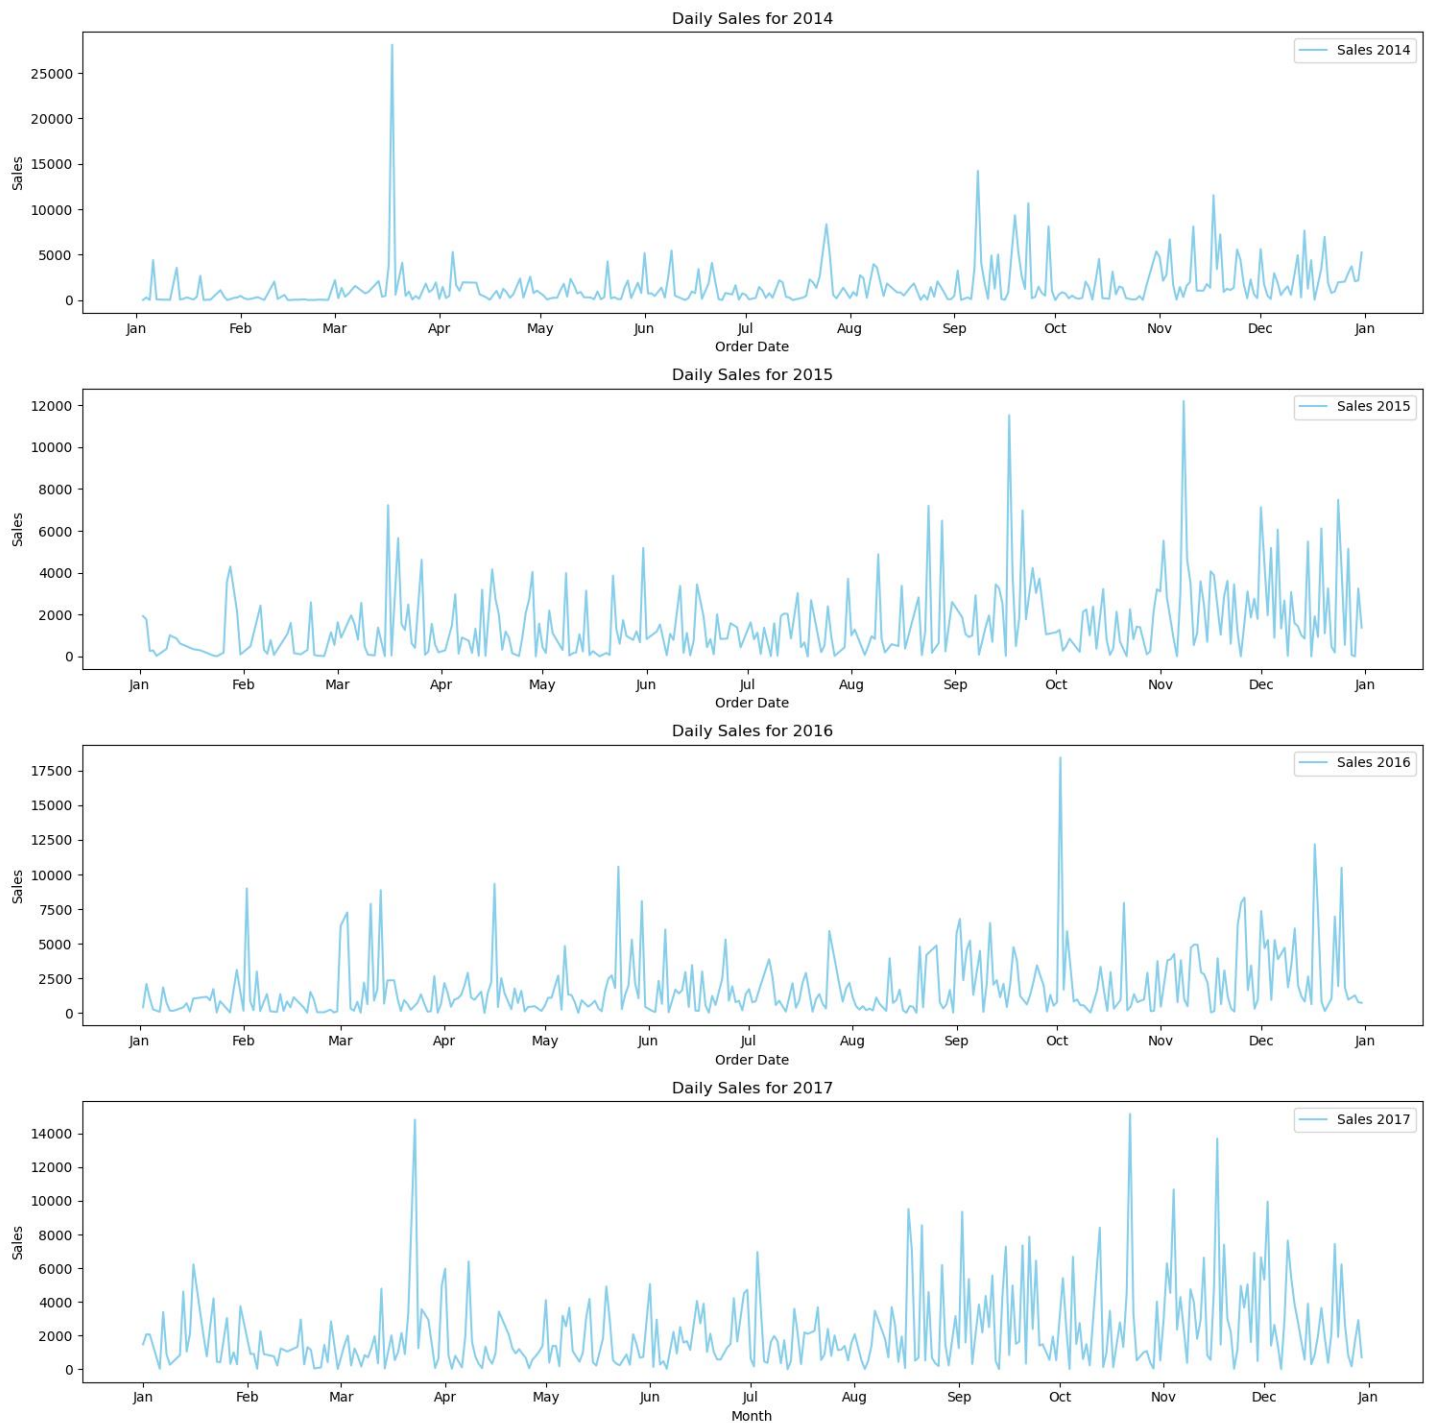 Daily Sales for 2014
Sales 2014
25000
20000
15000
10000
5000
0
Sales
Jan Feb Mar Apr May Jun Jul Aug Sep Oct Nov Dec Jan
Order Date
Daily Sales for 2015
Sales 2015
12000
10000
8000
6000
4000
2000
0
Sales
Jan Feb Mar Apr May Jun Jul Aug Sep Oct Nov Dec Jan
Order Date
Daily Sales for 2016
Sales 2016
17500
15000
12500
10000
7500
5000
2500
0
Sales
Jan Feb Mar Apr May Jun Jul Aug Sep Oct Nov Dec Jan
Order Date
Daily Sales for 2017
Sales 2017
14000
12000
10000
8000
6000
4000
2000
0
Sales
Jan Feb Mar Apr May Jun Jul Aug Sep Oct Nov Dec Jan
Month